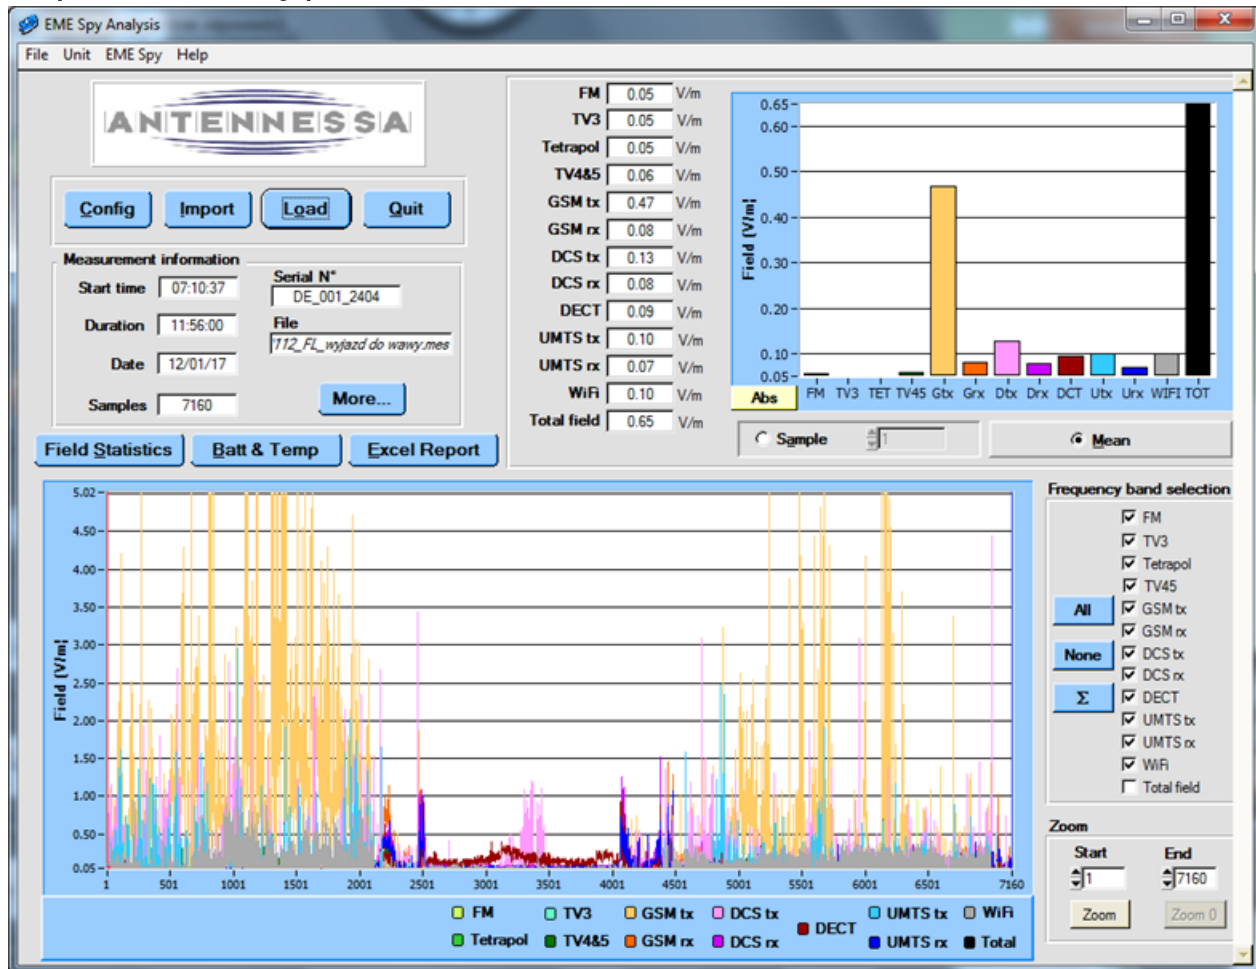 EME Spy Analysis
File Unit EME Spy Help
ANTENNESSA
Config Import Load Quit
Measurement information
Start time 07:10:37
Serial N°
DE_001_2404
Duration 11:56:00
File
112_FL_wyjazd do wawy.mes
Date 12/01/17
Samples 7160
More...
Field Statistics Batt & Temp Excel Report
FM 0.05 V/m
TV3 0.05 V/m
Tetrapol 0.05 V/m
TV4&5 0.06 V/m
GSM tx 0.47 V/m
GSM rx 0.08 V/m
DCS tx 0.13 V/m
DCS rx 0.08 V/m
DECT 0.09 V/m
UMTS tx 0.10 V/m
UMTS rx 0.07 V/m
WiFi 0.10 V/m
Total field 0.65 V/m
Field (V/m)
0.65
0.60
0.50
0.40
0.30
0.20
0.10
0.05
Abs
FM TV3 TET TV45 Gtx Grx Dtx Drx DCT Utx Urx WIFI TOT
Sample 1 Mean
Field (V/m)
5.02
4.50
4.00
3.50
3.00
2.50
2.00
1.50
1.00
0.50
0.05
1 501 1001 1501 2001 2501 3001 3501 4001 4501 5001 5501 6001 6501 7160
FM TV3 GSM tx DCS tx DECT UMTS tx WiFi
Tetrapol TV4&5 GSM rx DCS rx UMTS rx Total
Frequency band selection
FM
TV3
Tetrapol
TV45
All GSM tx
GSM rx
None DCS tx
DCS rx
Σ DECT
UMTS tx
UMTS rx
WiFi
Total field
Zoom
Start End
1 7160
Zoom Zoom 0